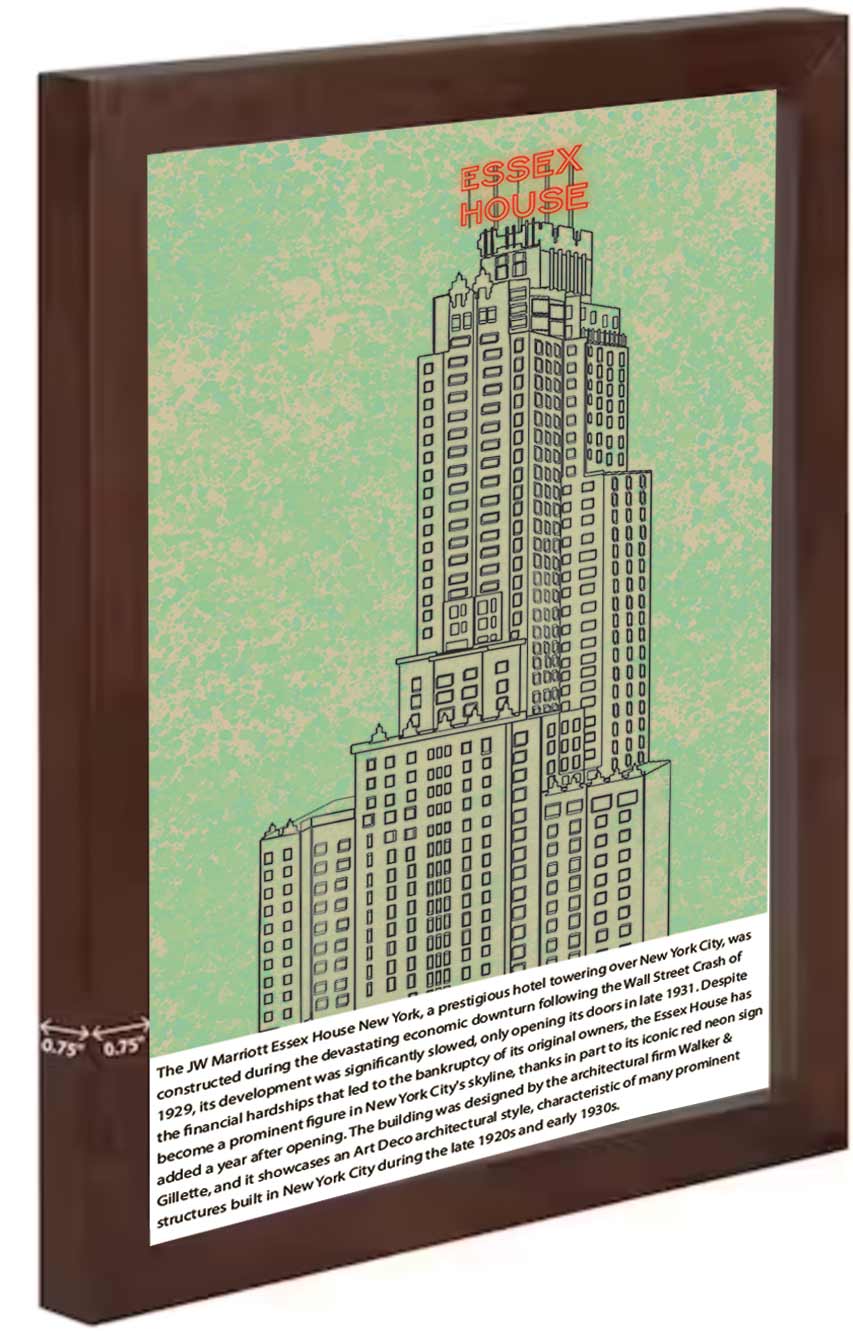 ESSEX
HOUSE
0.75" 0.75"
The JW Marriott Essex House New York, a prestigious hotel towering over New York City, was
constructed during the devastating economic downturn following the Wall Street Crash of
1929, its development was significantly slowed, only opening its doors in late 1931. Despite
the financial hardships that led to the bankruptcy of its original owners, the Essex House has
become a prominent figure in New York City's skyline, thanks in part to its iconic red neon sign
added a year after opening. The building was designed by the architectural firm Walker &
Gillette, and it showcases an Art Deco architectural style, characteristic of many prominent
structures built in New York City during the late 1920s and early 1930s.